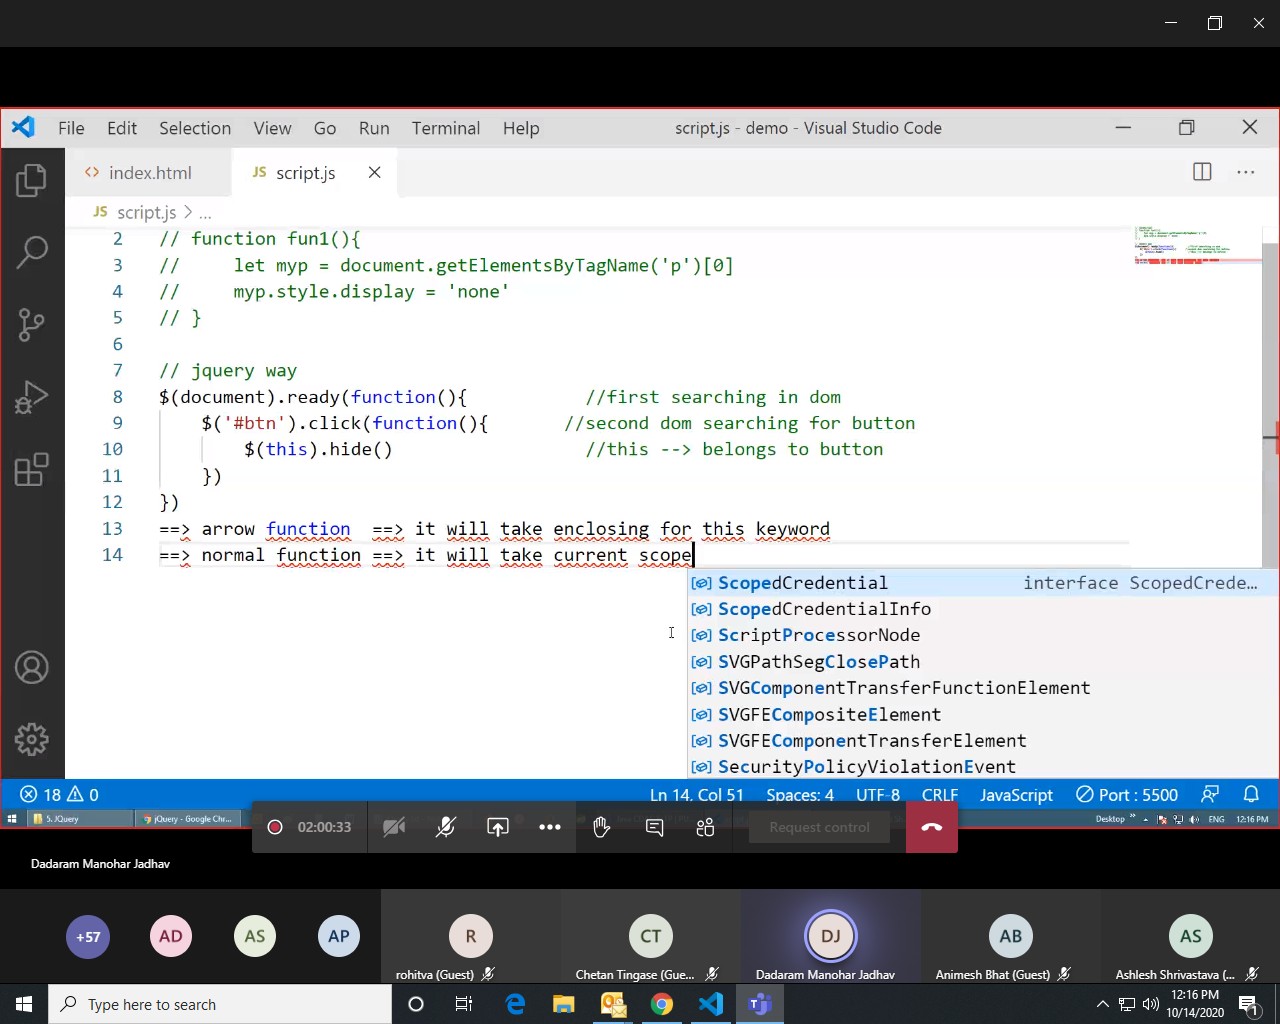 File Edit Selection View Go Run Terminal Help script.js - demo - Visual Studio Code
index.html JS script.js
JS script.js > ...
2 // function fun1(){
3 //     let myp = document.getElementsByTagName('p')[0]
4 //     myp.style.display = 'none'
5 // }
6
7 // jquery way
8 $(document).ready(function(){ //first searching in dom
9 $('#btn').click(function(){ //second dom searching for button
10 $(this).hide() //this --> belongs to button
11 })
12 })
13 ==> arrow function ==> it will take enclosing for this keyword
14 ==> normal function ==> it will take current scope
ScopedCredential interface ScopedCrede...
ScopedCredentialInfo
ScriptProcessorNode
SVGPathSegClosePath
SVGComponentTransferFunctionElement
SVGFECompositeElement
SVGFEComponentTransferElement
SecurityPolicyViolationEvent
18 0 Ln 14, Col 51 Spaces: 4 UTF-8 CRLF JavaScript Port : 5500
5. JQuery jQuery - Google Chr... Desktop ENG 12:16 PM
02:00:33 Request control
Dadaram Manohar Jadhav
+57 AD AS AP R CT DJ AB AS
rohitva (Guest) Chetan Tingase (Gue... Dadaram Manohar Jadhav Animesh Bhat (Guest) Ashlesh Shrivastava (...
Type here to search
12:16 PM
10/14/2020
1